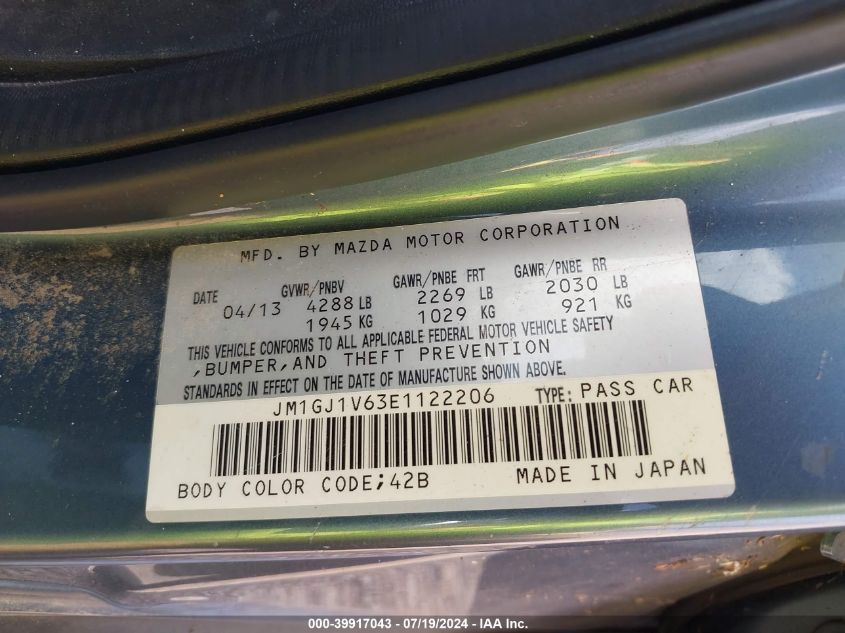 MFD. BY MAZDA MOTOR CORPORATION
DATE GVWR/PNBV GAWR/PNBE FRT GAWR/PNBE RR
04/13 4288 LB 2269 LB 2030 LB
1945 KG 1029 KG 921 KG
THIS VEHICLE CONFORMS TO ALL APPLICABLE FEDERAL MOTOR VEHICLE SAFETY
,BUMPER,AND THEFT PREVENTION
STANDARDS IN EFFECT ON THE DATE OF MANUFACTURE SHOWN ABOVE.
JM1GJ1V63E1122206 TYPE: PASS CAR
BODY COLOR CODE;42B MADE IN JAPAN
000-39917043 - 07/19/2024 - IAA Inc.